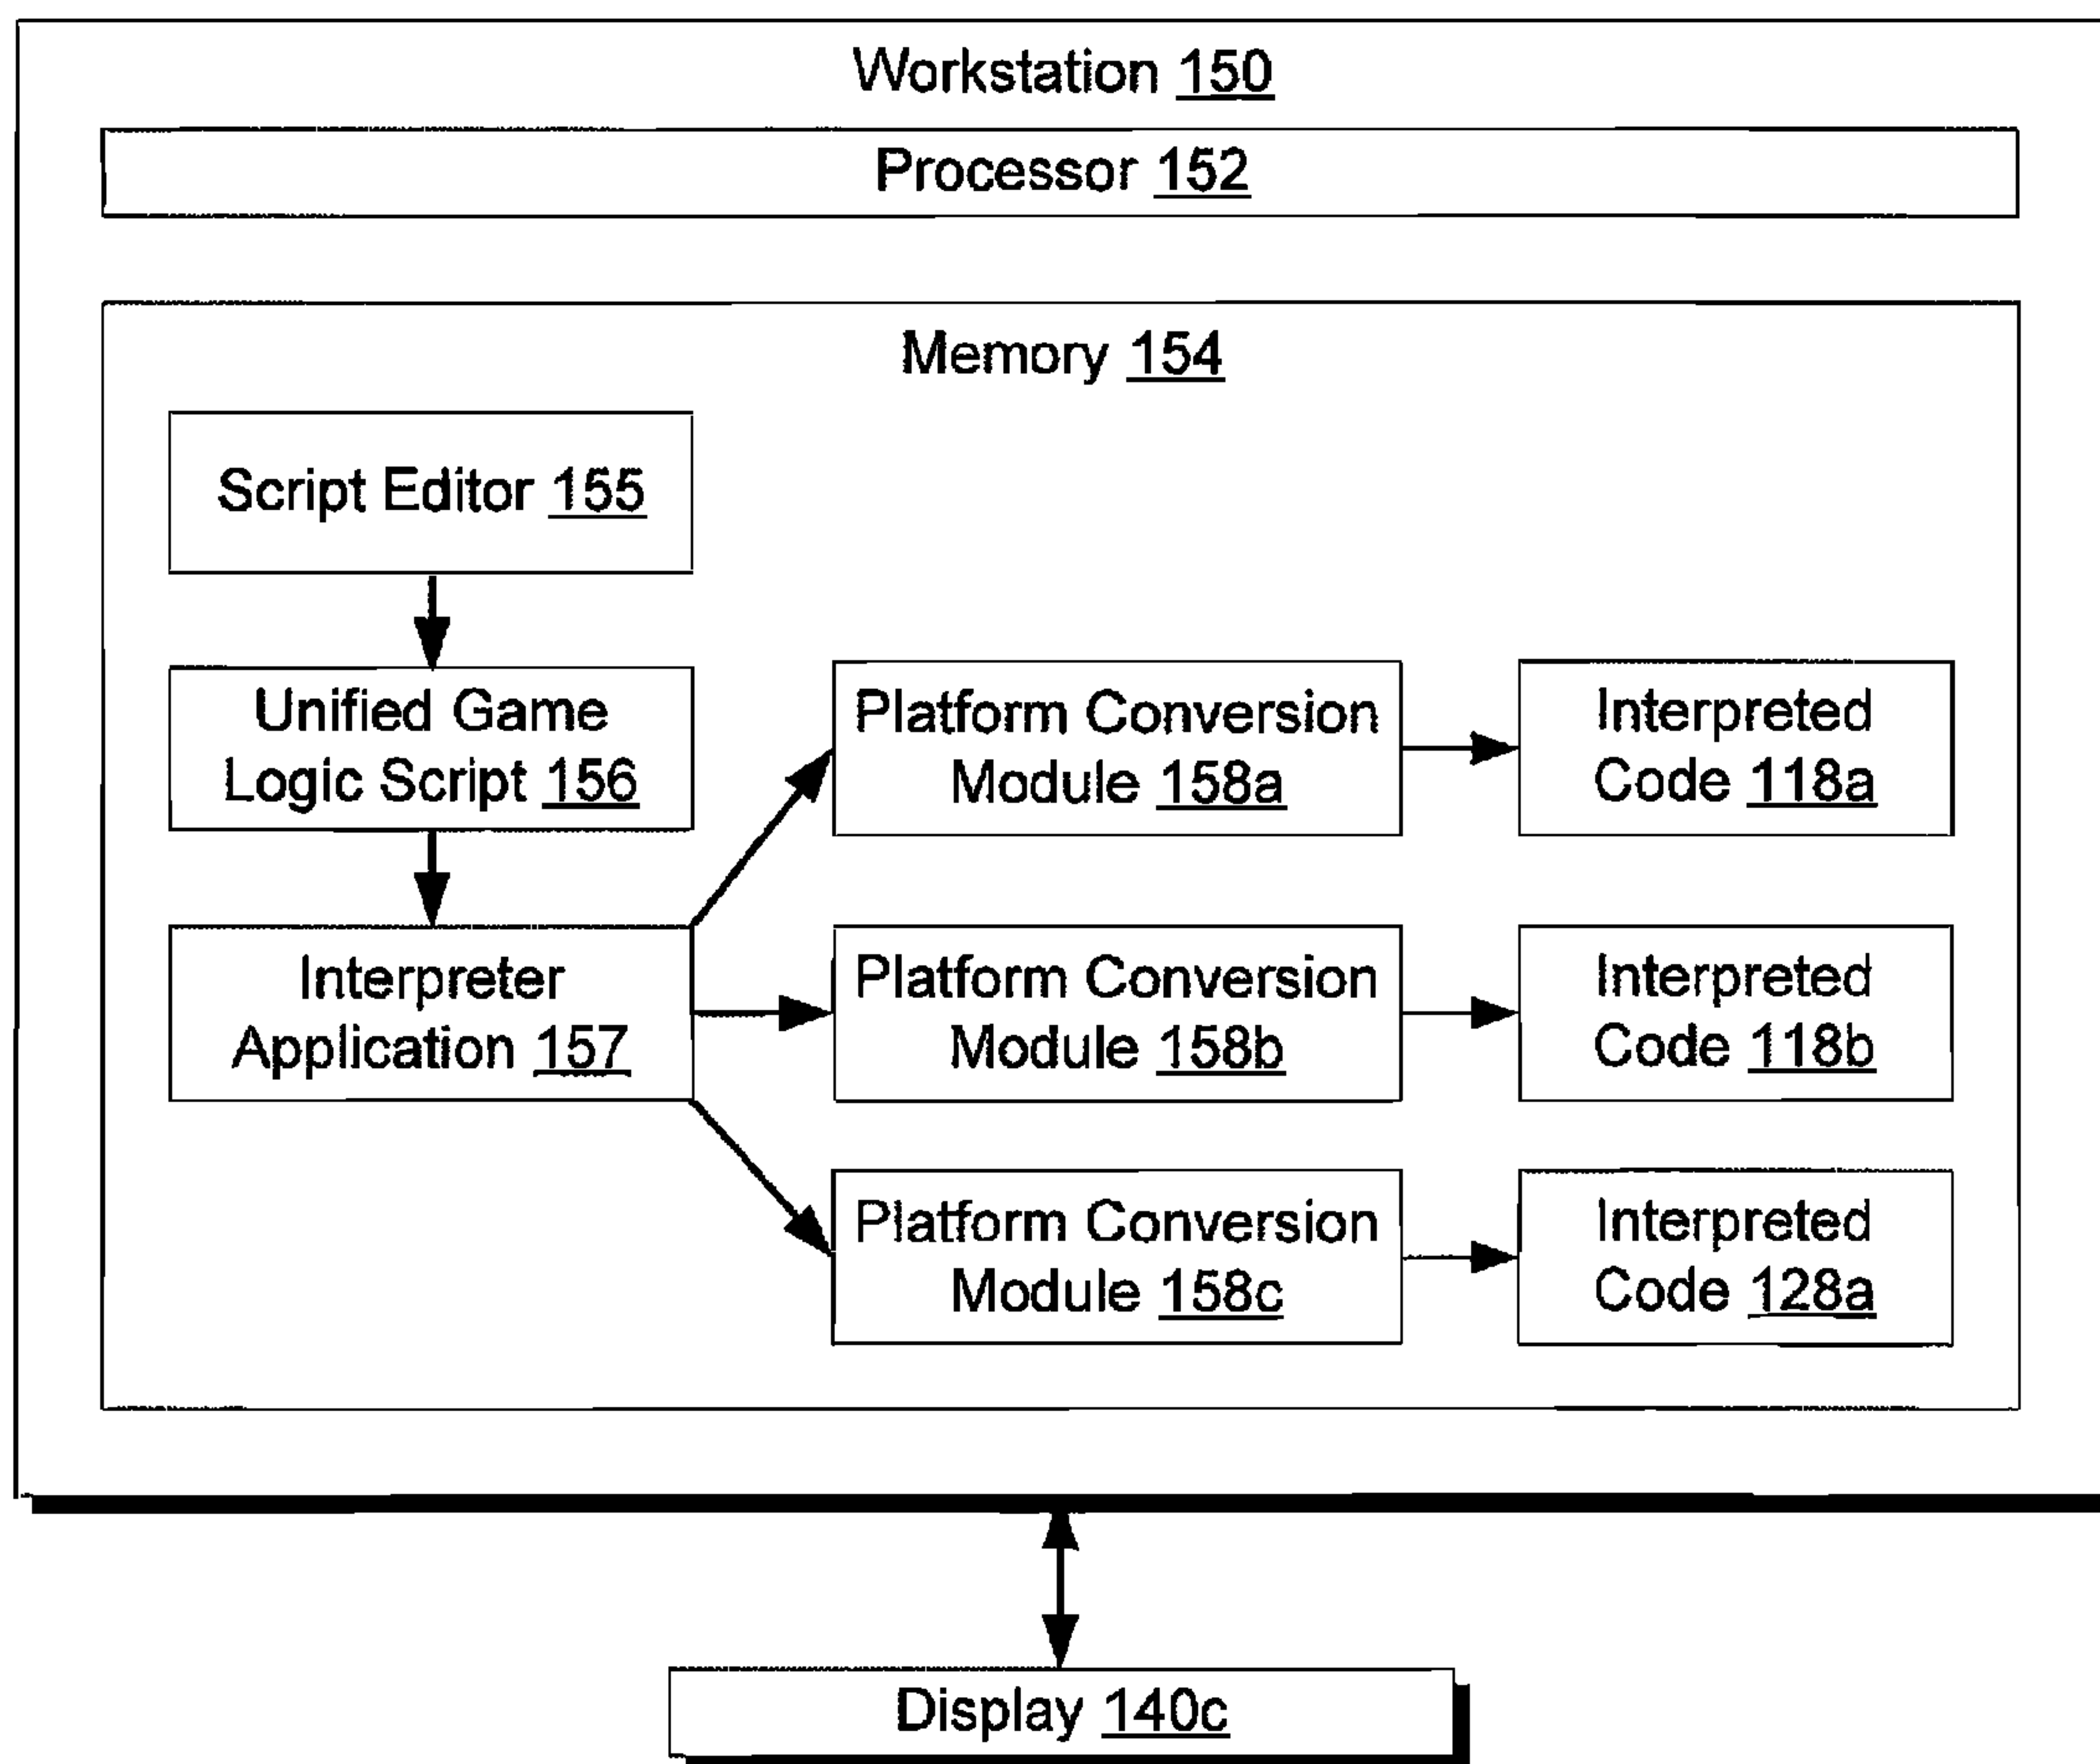 Workstation 150
Processor 152
Memory 154
Script Editor 155
Unified Game
Logic Script 156
Interpreter
Application 157
Platform Conversion
Module 158a
Interpreted
Code 118a
Platform Conversion
Module 158b
Interpreted
Code 118b
Platform Conversion
Module 158c
Interpreted
Code 128a
Display 140c